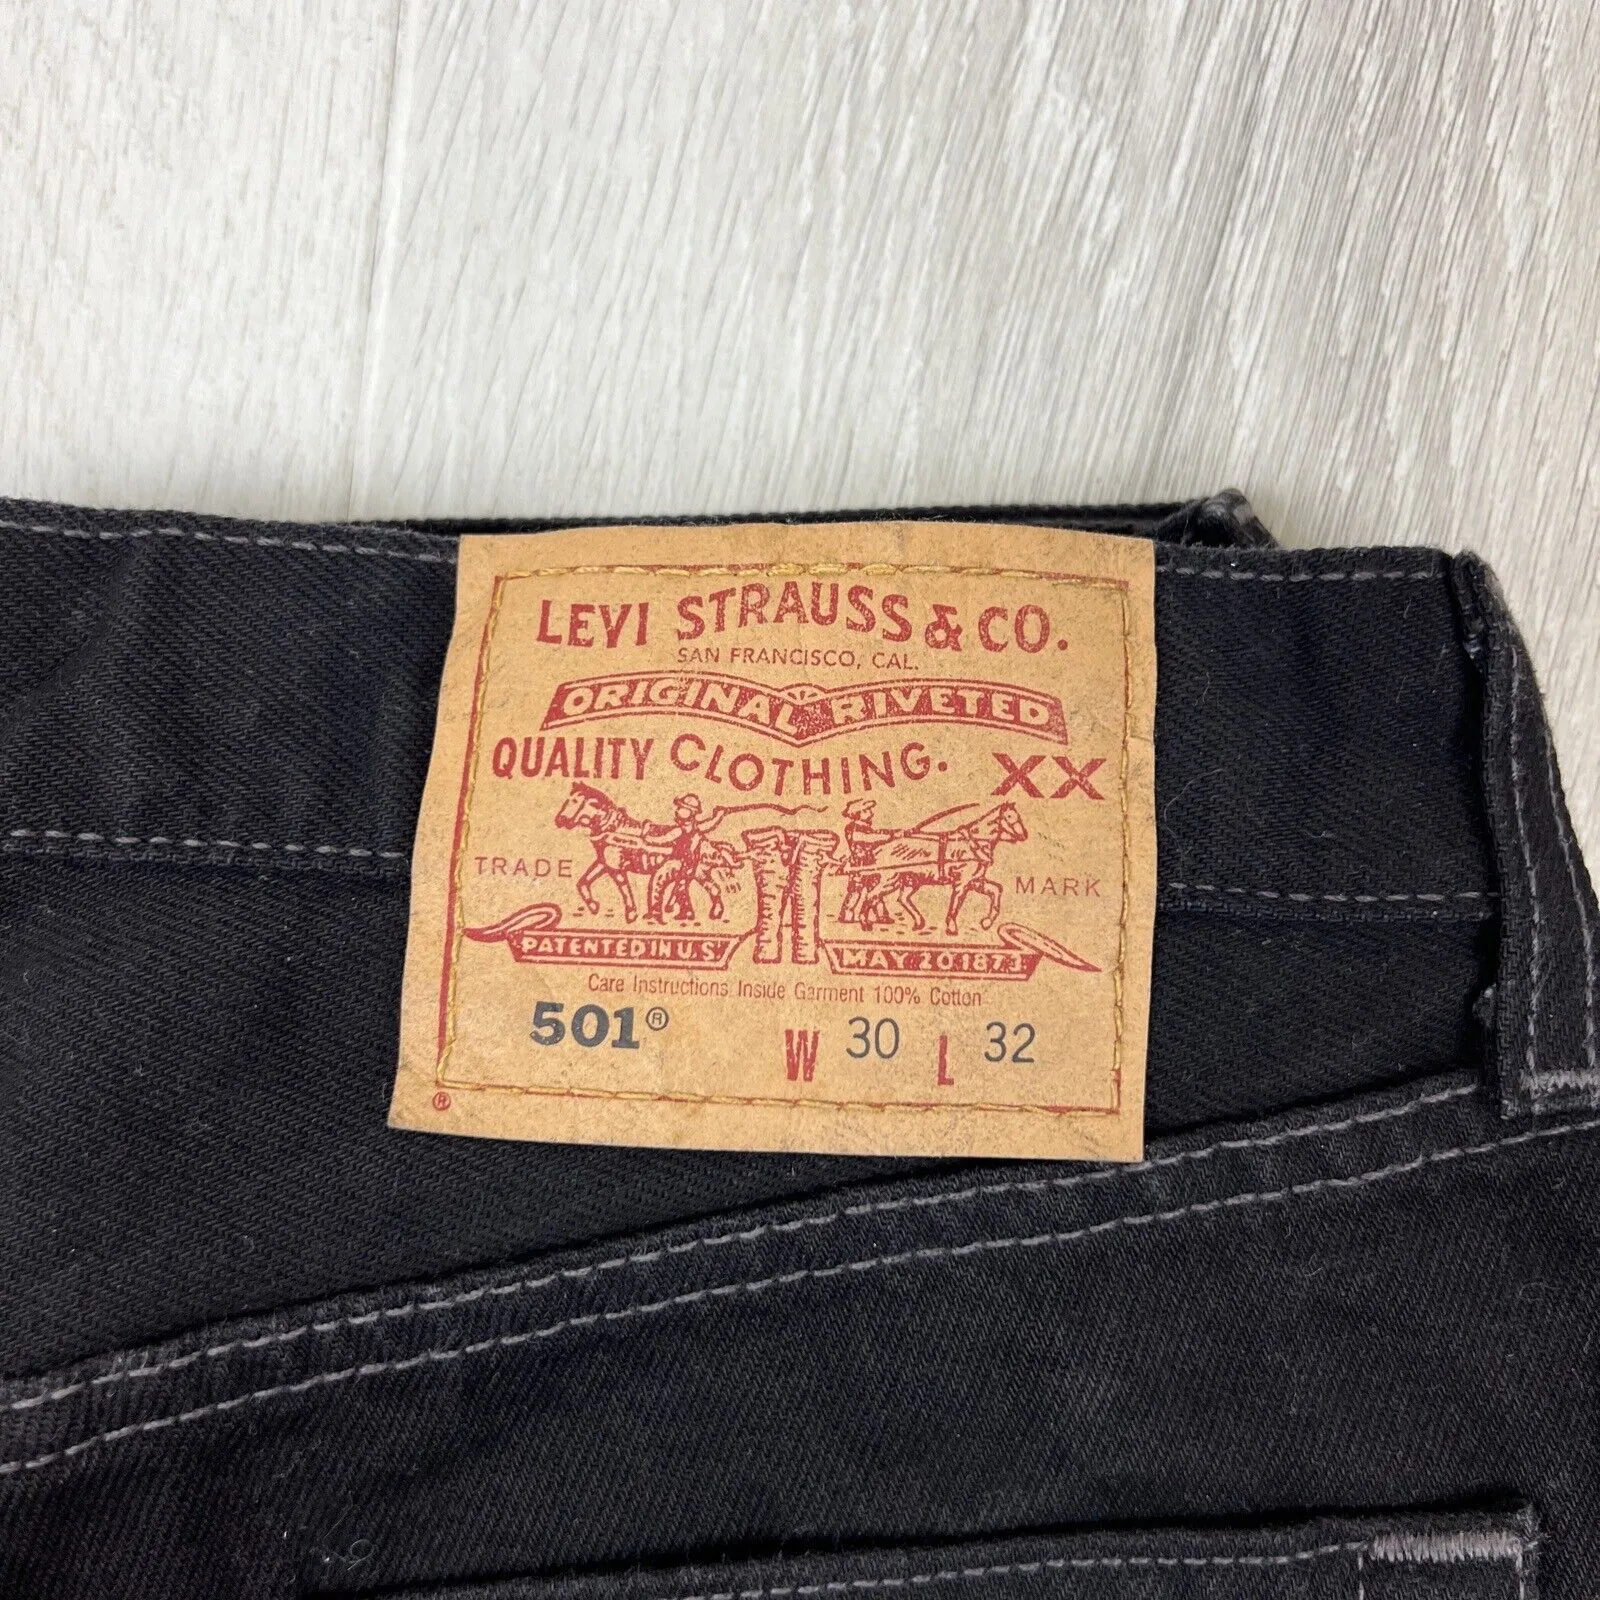 LEVI STRAUSS & CO.
SAN FRANCISCO, CAL.
ORIGINAL RIVETED
QUALITY CLOTHING. XX
TRADE MARK
PATENTED IN U.S. MAY 20 1873
Care Instructions Inside Garment 100% Cotton
501® W 30 L 32
®